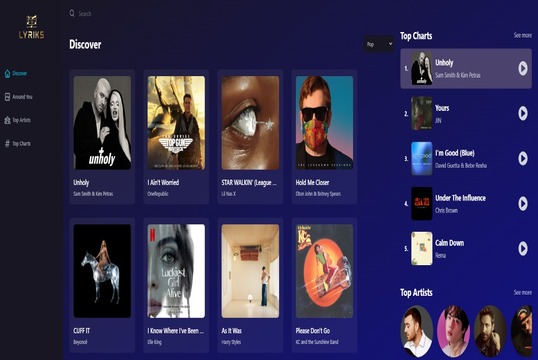 LYRIKS
Discover
Around You
Top Artists
Top Charts
Search
Discover
Pop
unholy
Unholy
Sam Smith & Kim Petras
TOP GUN
I Ain't Worried
OneRepublic
STAR WALKIN' (League ...
Lil Nas X
Hold Me Closer
Elton John & Britney Spears
CUFF IT
Beyoncé
N
Luckiest
Girl
Alive
I Know Where I've Been ...
Elle King
As It Was
Harry Styles
Please Don't Go
KC and the Sunshine Band
Top Charts
See more
1.
Unholy
Sam Smith & Kim Petras
2.
Yours
JIN
3.
I'm Good (Blue)
David Guetta & Bebe Rexha
4.
Under The Influence
Chris Brown
5.
Calm Down
Rema
Top Artists
See more